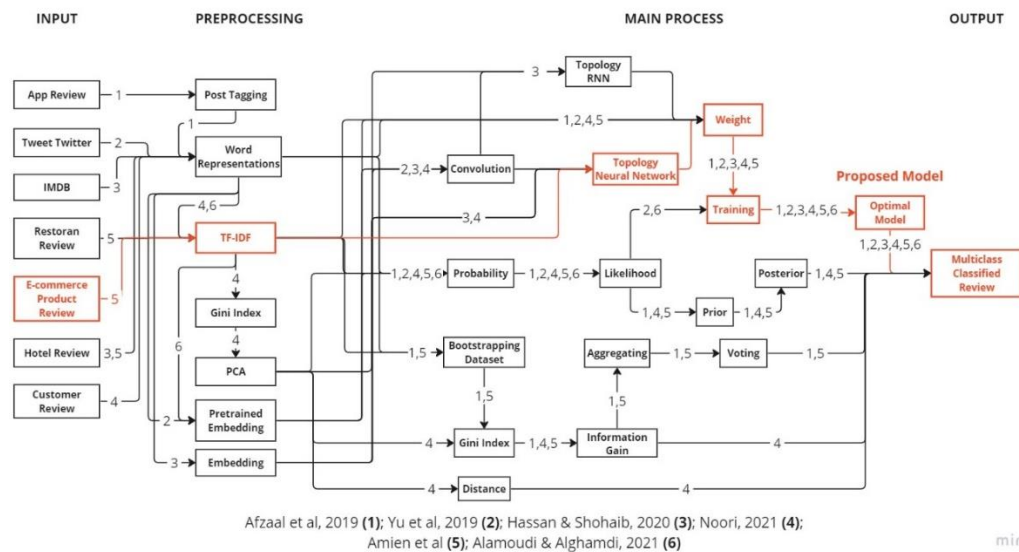 INPUT
PREPROCESSING
MAIN PROCESS
OUTPUT
App Review
1
Post Tagging
1
Tweet Twitter
2
Word
Representations
IMDB
3
4,6
Restoran
Review
5
TF-IDF
E-commerce
Product
Review
5
4
Gini Index
Hotel Review
3,5
4
6
PCA
Customer
Review
4
2
Pretrained
Embedding
3
Embedding
3
Topology
RNN
1,2,4,5
Weight
2,3,4
Convolution
Topology
Neural Network
1,2,3,4,5
3,4
2,6
Training
1,2,3,4,5,6
Proposed Model
Optimal
Model
1,2,3,4,5,6
1,2,4,5,6
Probability
1,2,4,5,6
Likelihood
Posterior
1,4,5
Multiclass
Classified
Review
1,4,5
Prior
1,4,5
1,5
Bootstrapping
Dataset
Aggregating
1,5
Voting
1,5
1,5
1,5
4
Gini Index
1,4,5
Information
Gain
4
4
Distance
4
Afzaal et al, 2019 (1); Yu et al, 2019 (2); Hassan & Shohaib, 2020 (3); Noori, 2021 (4);
Amien et al (5); Alamoudi & Alghamdi, 2021 (6)